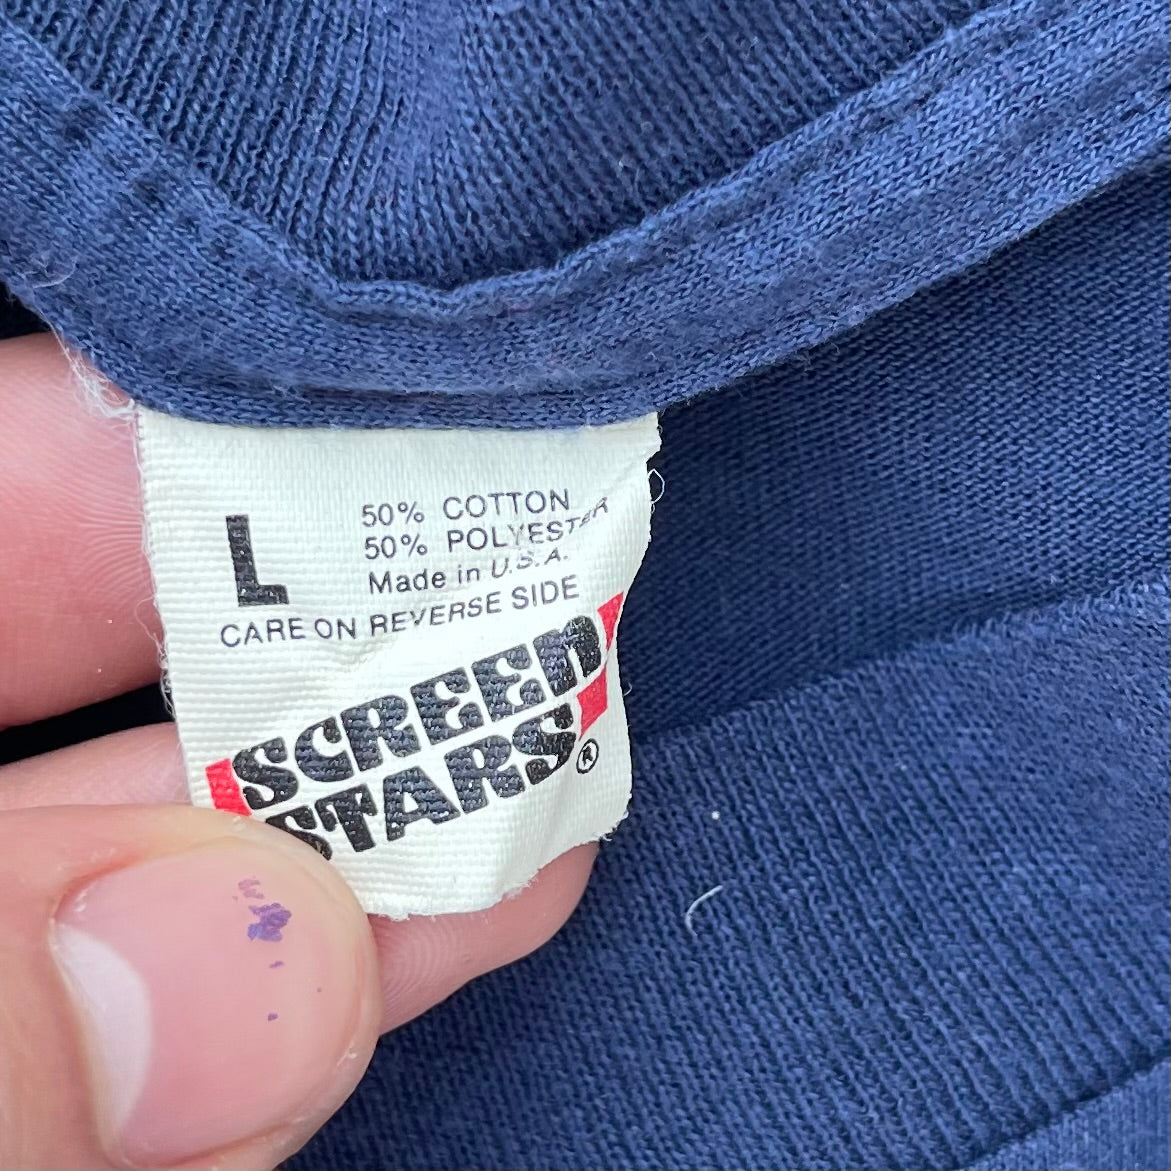 L
50% COTTON
50% POLYESTER
Made in U.S.A.
CARE ON REVERSE SIDE
SCREEN
STARS®